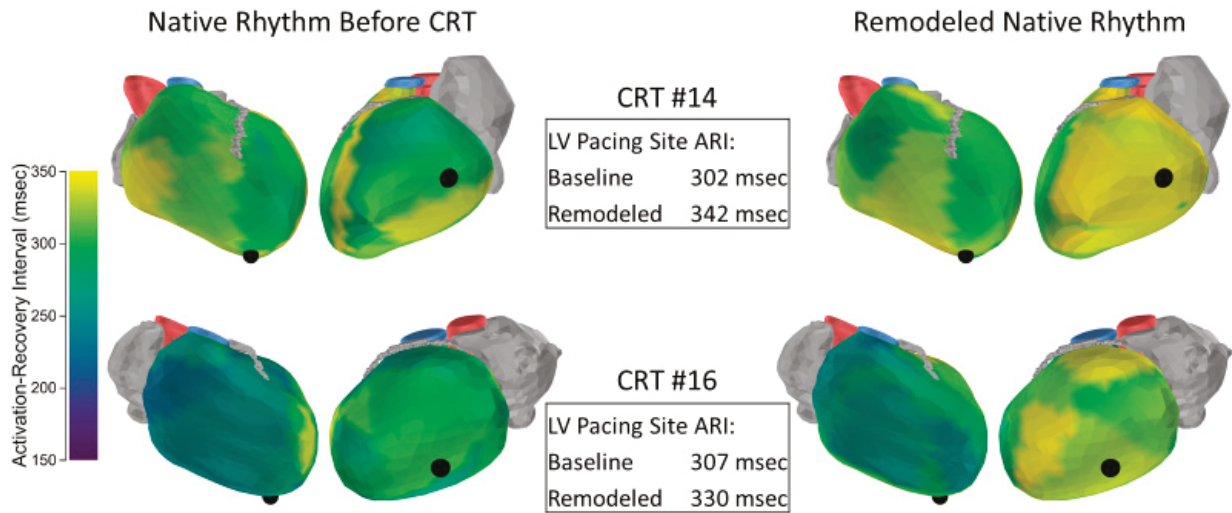 Native Rhythm Before CRT
Remodeled Native Rhythm
Activation-Recovery Interval (msec)
350
300
250
200
150
CRT #14
LV Pacing Site ARI:
Baseline 302 msec
Remodeled 342 msec
CRT #16
LV Pacing Site ARI:
Baseline 307 msec
Remodeled 330 msec